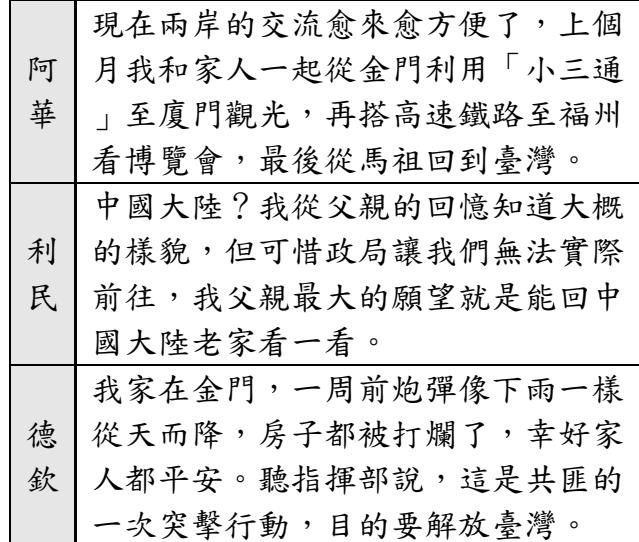 阿華
現在兩岸的交流愈來愈方便了，上個
月我和家人一起從金門利用「小三通
」至廈門觀光，再搭高速鐵路至福州
看博覽會，最後從馬祖回到臺灣。
利民
中國大陸？我從父親的回憶知道大概
的樣貌，但可惜政局讓我們無法實際
前往，我父親最大的願望就是能回中
國大陸老家看一看。
德欽
我家在金門，一周前炮彈像下雨一樣
從天而降，房子都被打爛了，幸好家
人都平安。聽指揮部說，這是共匪的
一次突擊行動，目的要解放臺灣。